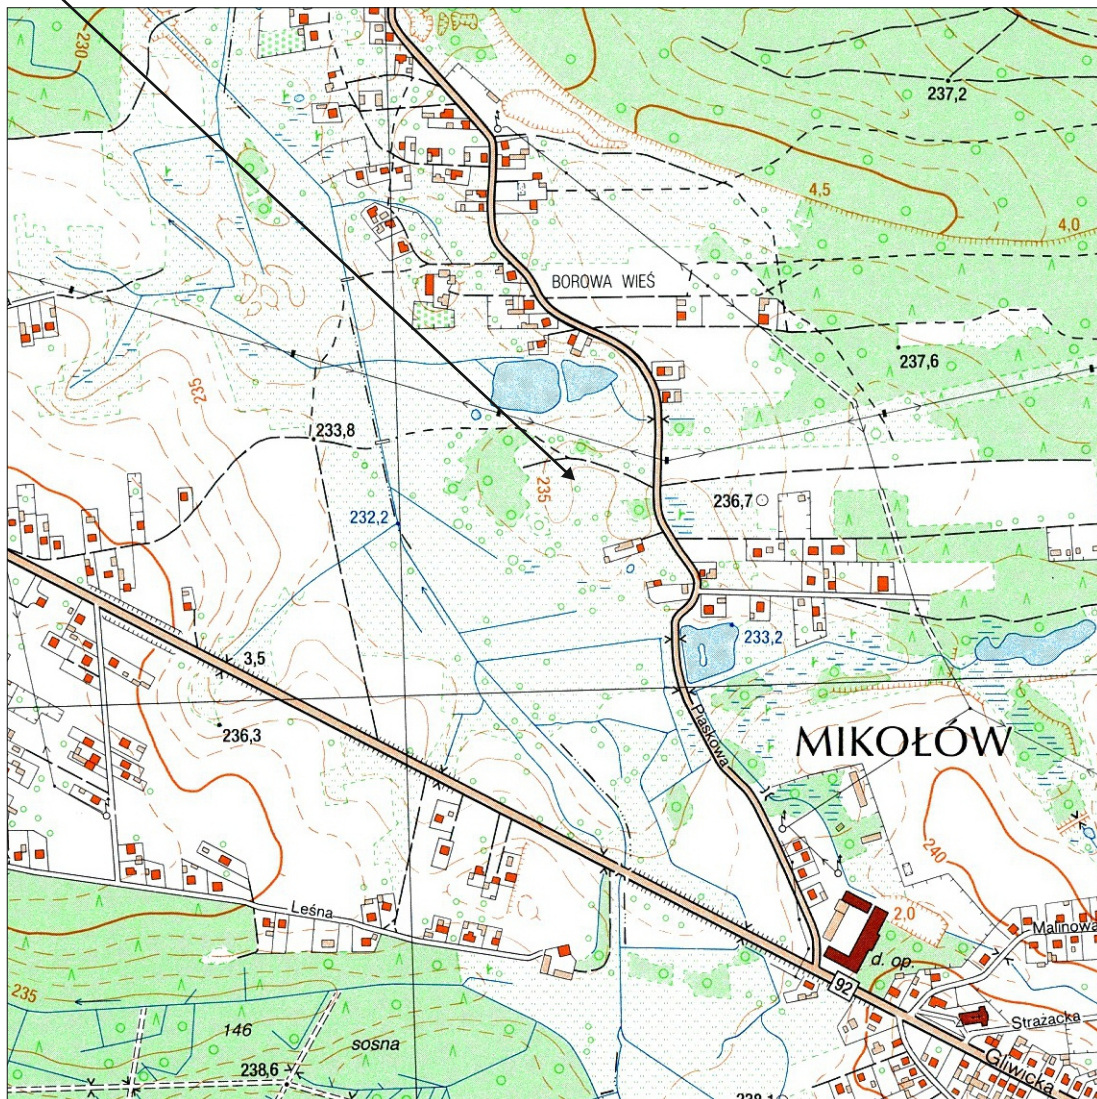 230
237,2
4.5
4,0
BOROWA WIEŚ
237,6
235
233,8
235
236,7
232,2
233,2
3,5
236,3
Piaskowa
MIKOŁÓW
240
Leśna
2,0
Malinowa
d. op.
92
235
146
sosna
Strażacka
238,6
Gliwicka